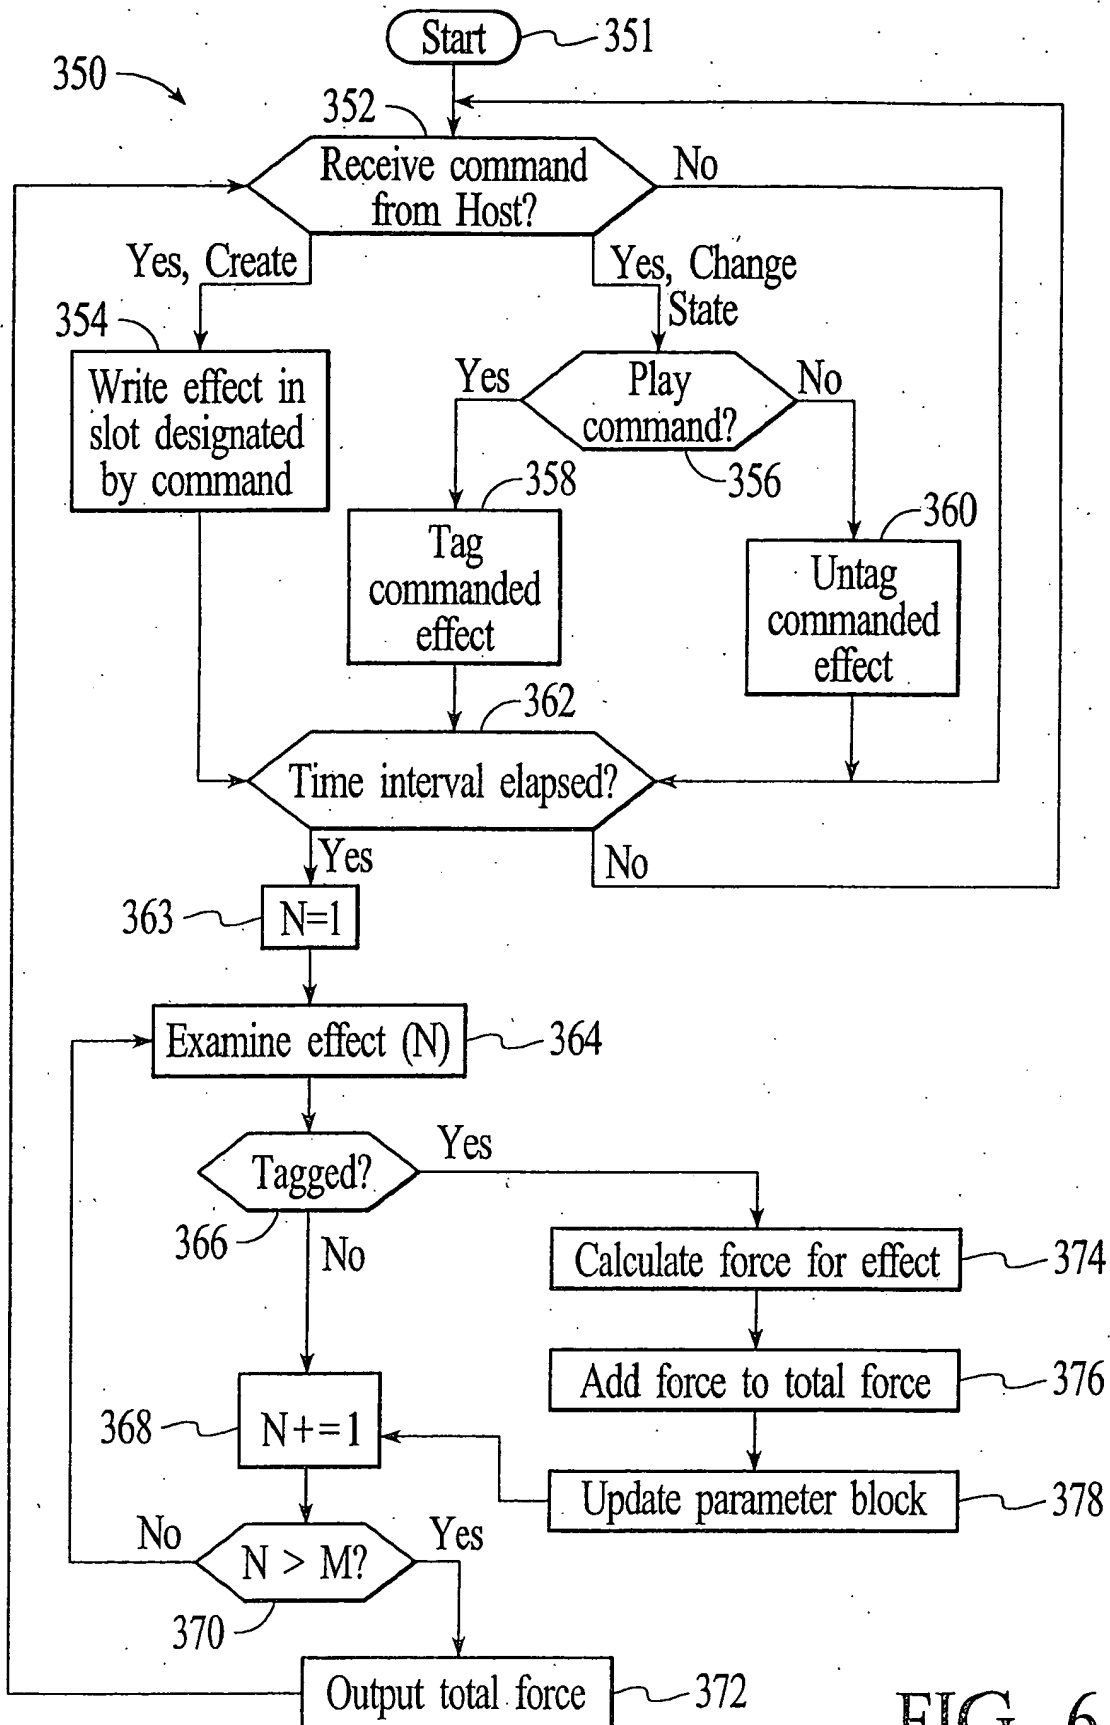 Start
351
350
352
Receive command
from Host?
No
Yes, Create
Yes, Change
State
354
Write effect in
slot designated
by command
Yes
Play
command?
No
356
358
Tag
commanded
effect
360
Untag
commanded
effect
362
Time interval elapsed?
Yes
No
363
N=1
Examine effect (N)
364
Tagged?
Yes
366
No
Calculate force for effect
374
Add force to total force
376
368
N+=1
Update parameter block
378
No
N > M?
Yes
370
Output total force
372
FIG. 6